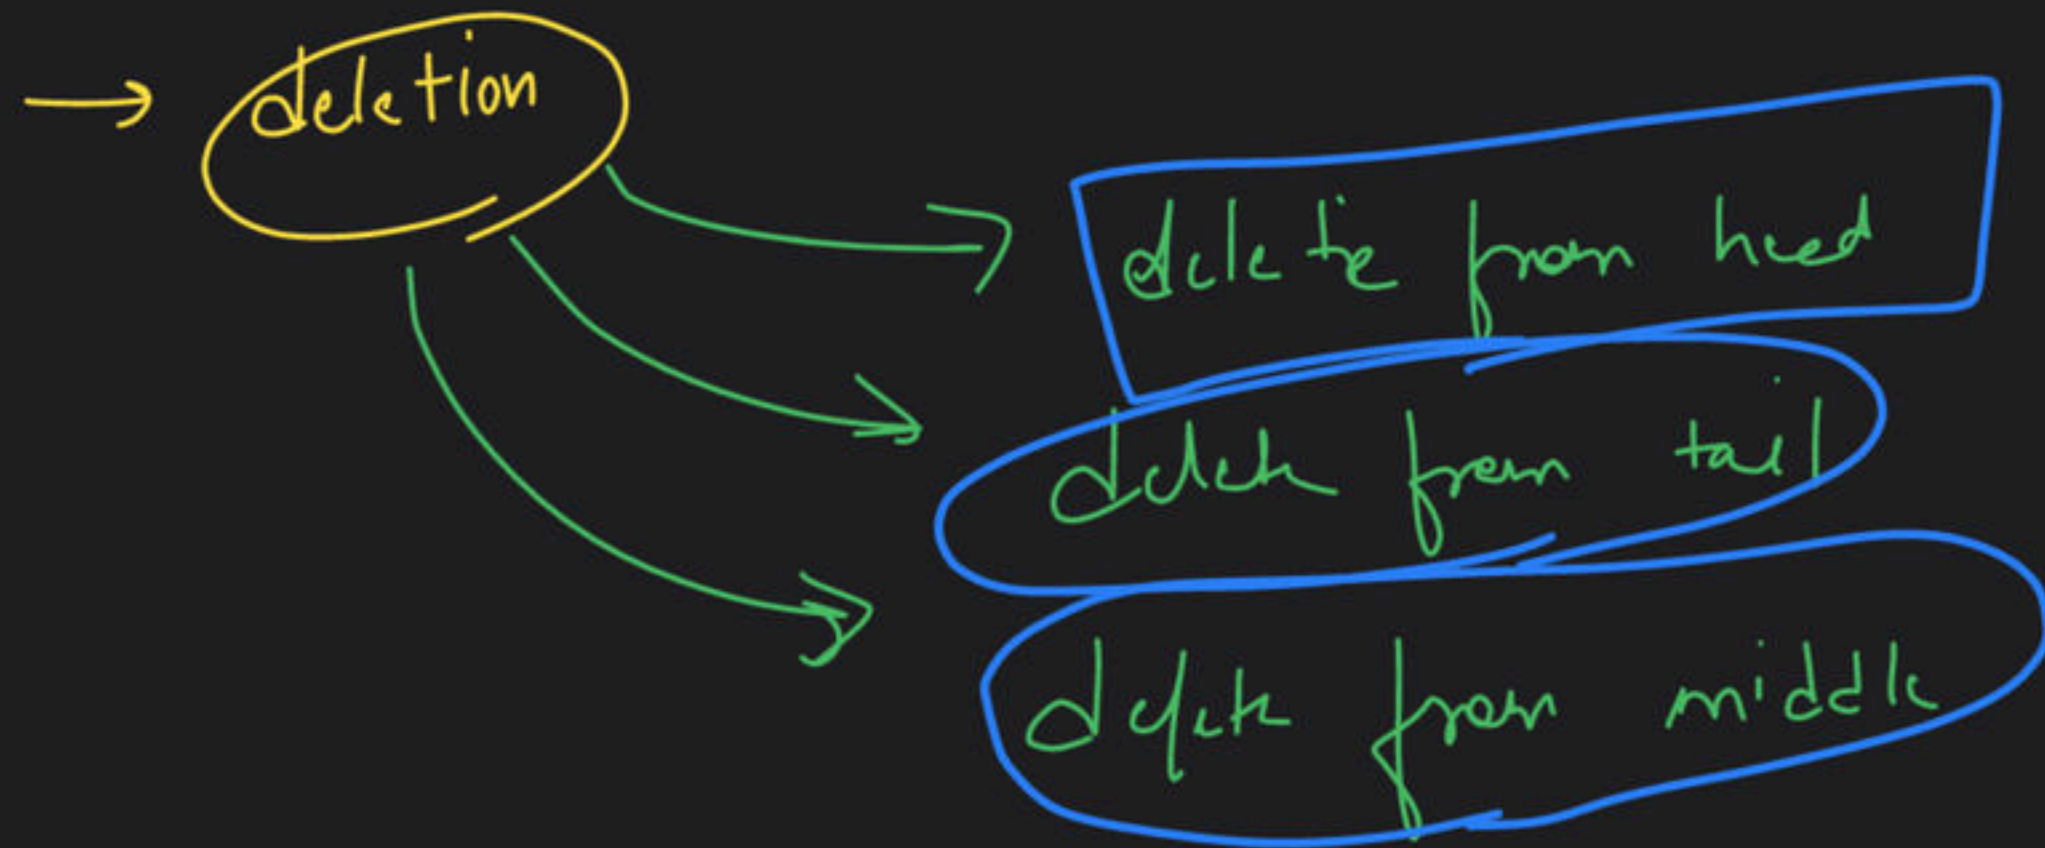 deletion
delete from head
delete from tail
delete from middle